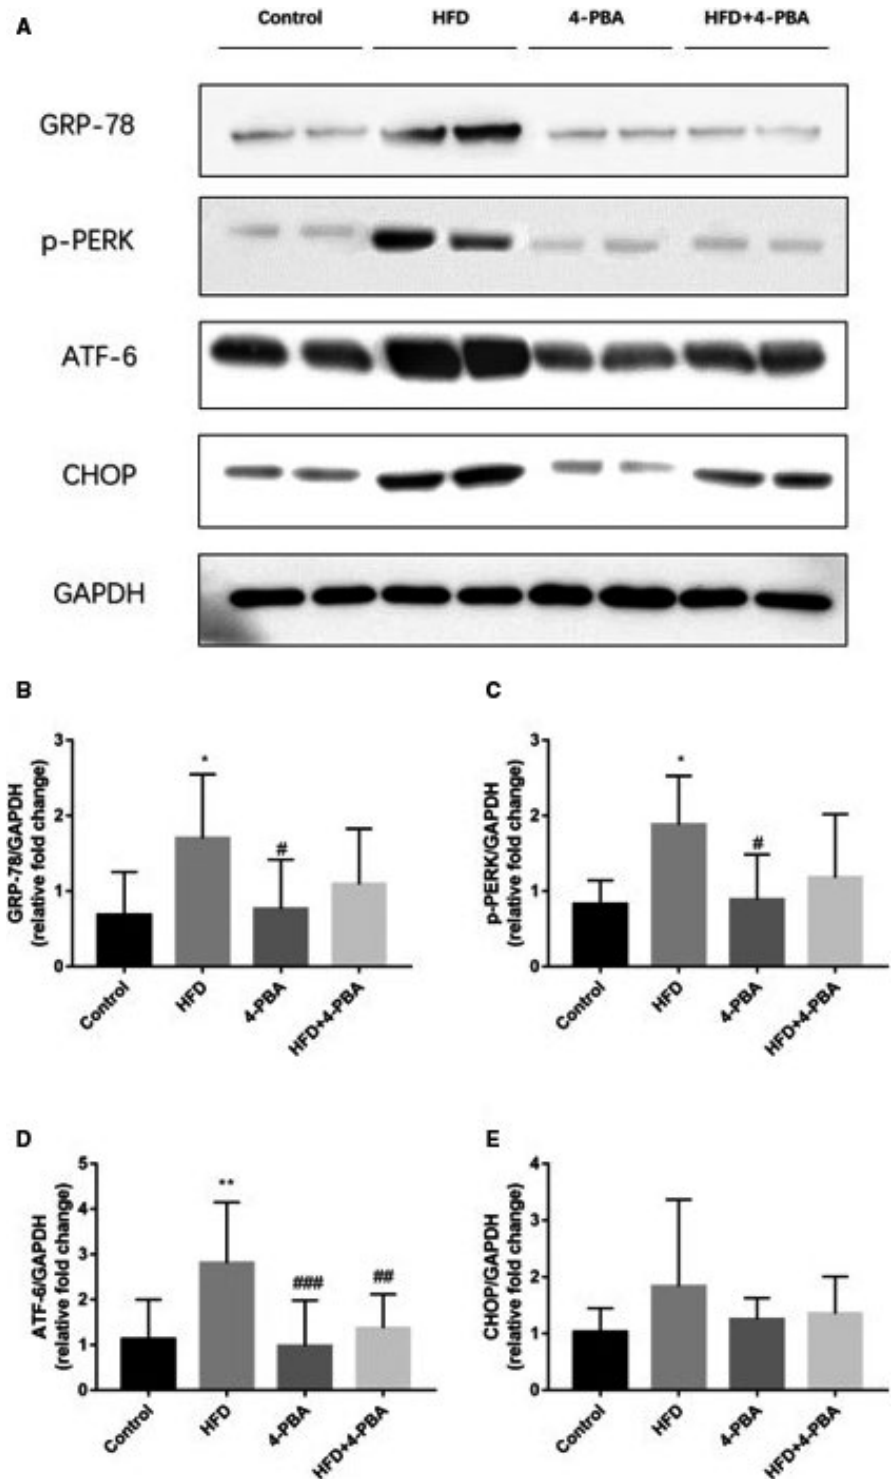 A
Control HFD 4-PBA HFD+4-PBA
GRP-78
p-PERK
ATF-6
CHOP
GAPDH
B
GRP-78/GAPDH
(relative fold change)
3
2
1
0
*
#
Control HFD 4-PBA HFD+4-PBA
C
p-PERK/GAPDH
(relative fold change)
3
2
1
0
*
#
Control HFD 4-PBA HFD+4-PBA
D
ATF-6/GAPDH
(relative fold change)
5
4
3
2
1
0
**
###
##
Control HFD 4-PBA HFD+4-PBA
E
CHOP/GAPDH
(relative fold change)
4
3
2
1
0
Control HFD 4-PBA HFD+4-PBA